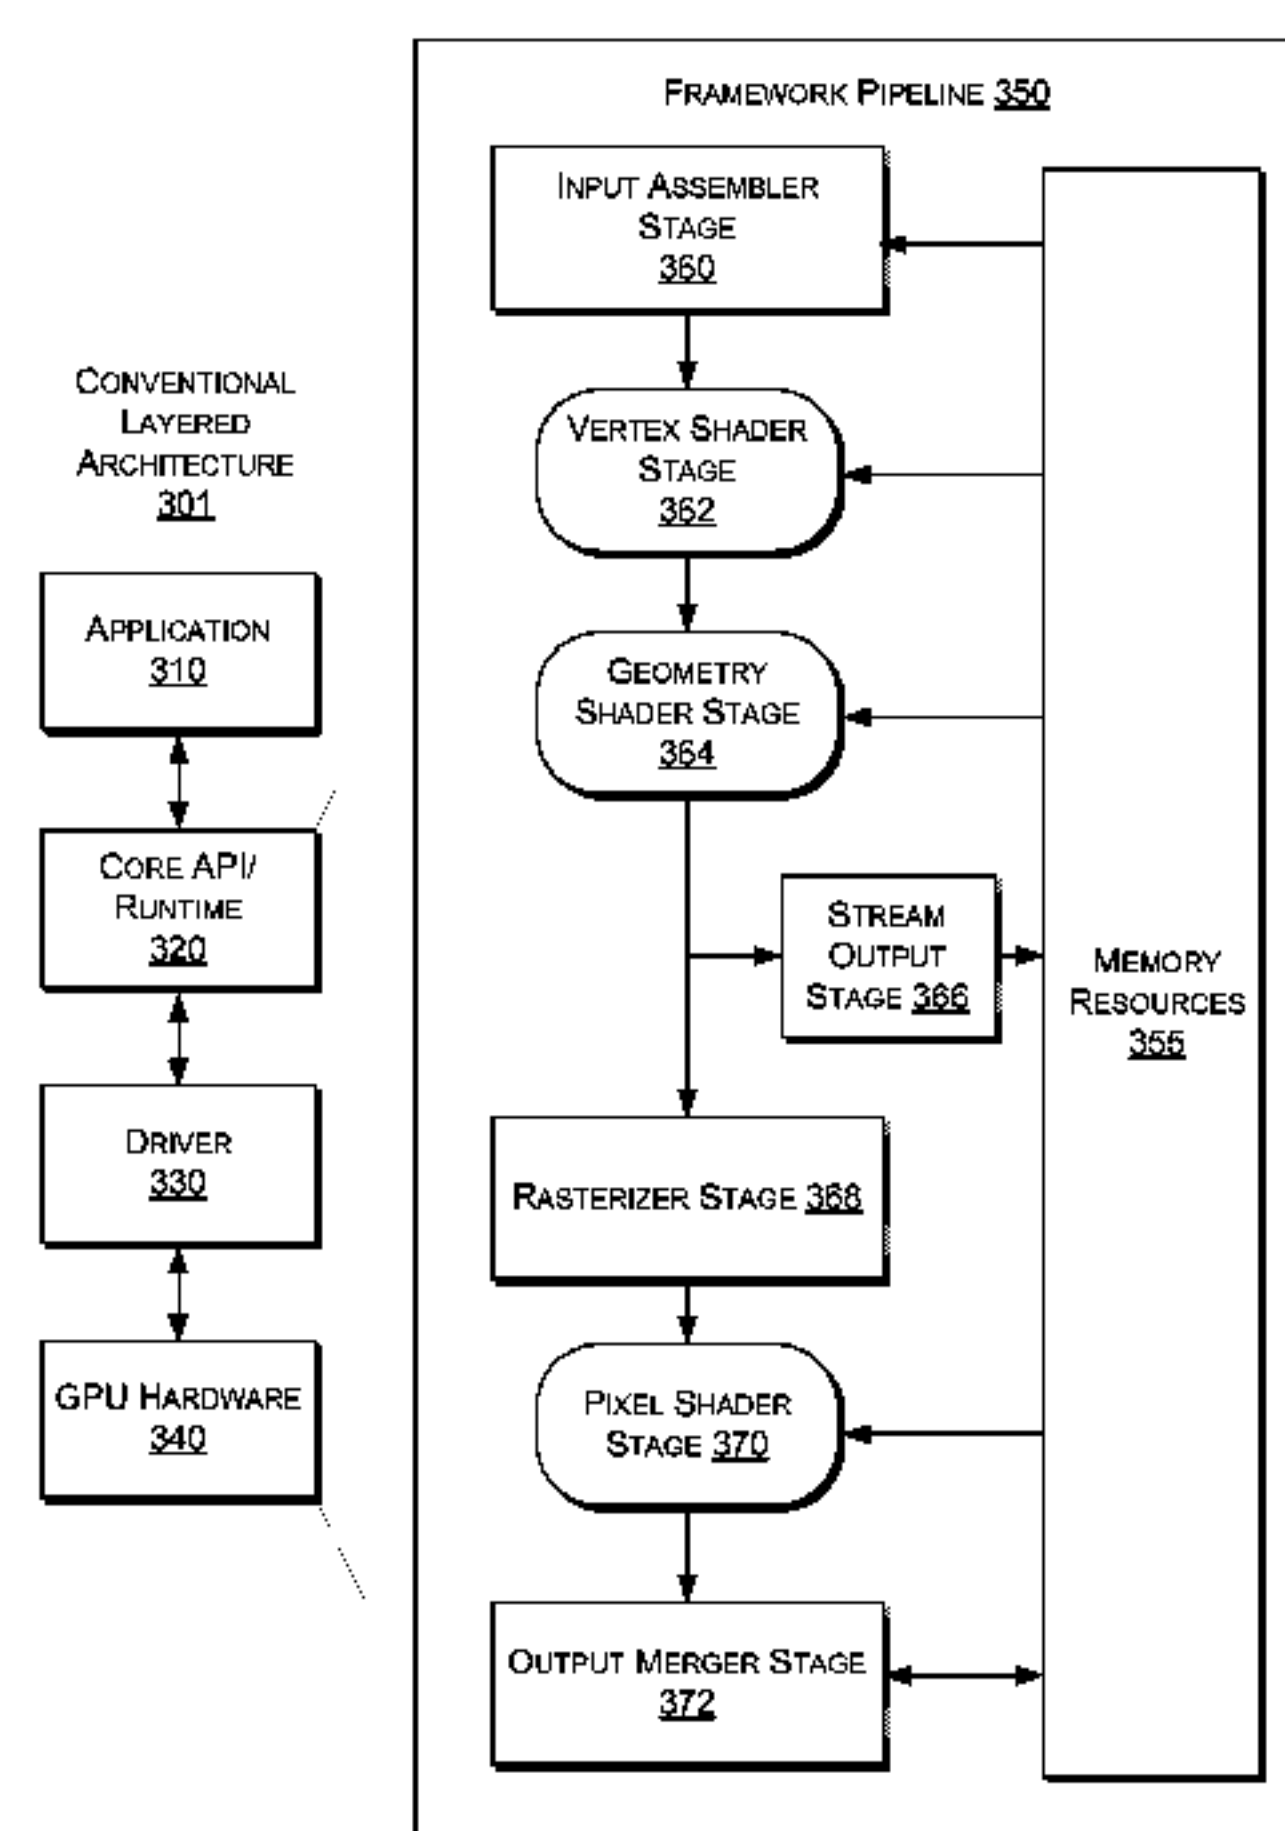 FRAMEWORK PIPELINE 350
INPUT ASSEMBLER
STAGE
360
VERTEX SHADER
STAGE
362
GEOMETRY
SHADER STAGE
364
STREAM
OUTPUT
STAGE 366
MEMORY
RESOURCES
355
RASTERIZER STAGE 368
PIXEL SHADER
STAGE 370
OUTPUT MERGER STAGE
372
CONVENTIONAL
LAYERED
ARCHITECTURE
301
APPLICATION
310
CORE API/
RUNTIME
320
DRIVER
330
GPU HARDWARE
340